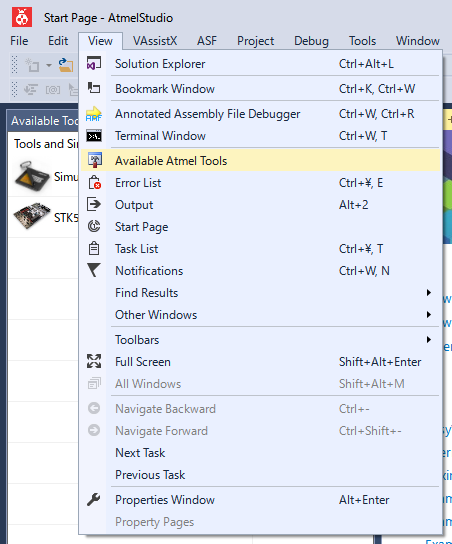 Start Page - AtmelStudio
File Edit View VAssistX ASF Project Debug Tools Window
Available Too
Tools and Sim
Simu
STK5
Solution Explorer Ctrl+Alt+L
Bookmark Window Ctrl+K, Ctrl+W
Annotated Assembly File Debugger Ctrl+W, Ctrl+R
Terminal Window Ctrl+W, T
Available Atmel Tools
Error List Ctrl+¥, E
Output Alt+2
Start Page
Task List Ctrl+¥, T
Notifications Ctrl+W, N
Find Results
Other Windows
Toolbars
Full Screen Shift+Alt+Enter
All Windows Shift+Alt+M
Navigate Backward Ctrl+-
Navigate Forward Ctrl+Shift+-
Next Task
Previous Task
Properties Window Alt+Enter
Property Pages